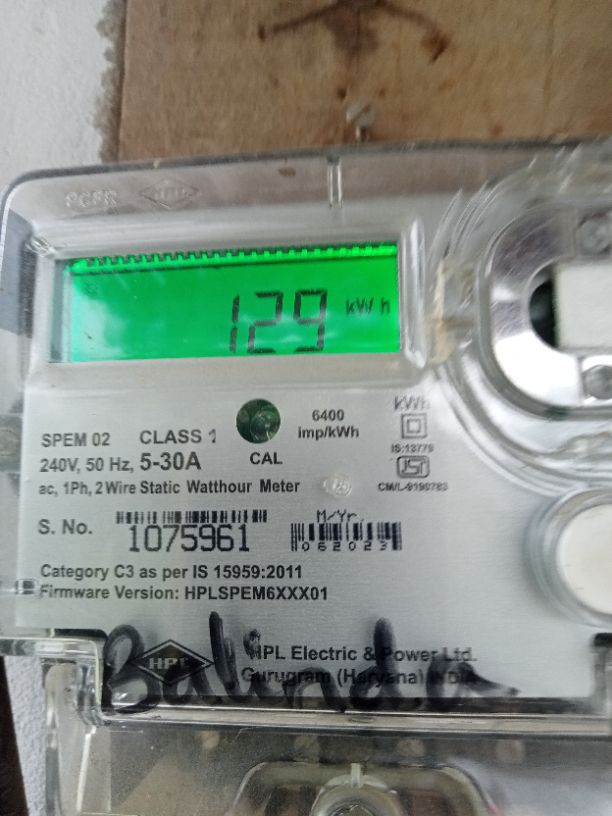 HPL
129 kWh
SPEM 02 CLASS 1
240V, 50 Hz, 5-30A
ac, 1Ph, 2 Wire Static Watthour Meter
CAL
6400
imp/kWh
kWh
IS:13779
ISI
CM/L-9190783
S. No. 1075961
M/Yr.
062023
Category C3 as per IS 15959:2011
Firmware Version: HPLSPEM6XXX01
HPL
HPL Electric & Power Ltd.
Gurugram (Haryana) INDIA